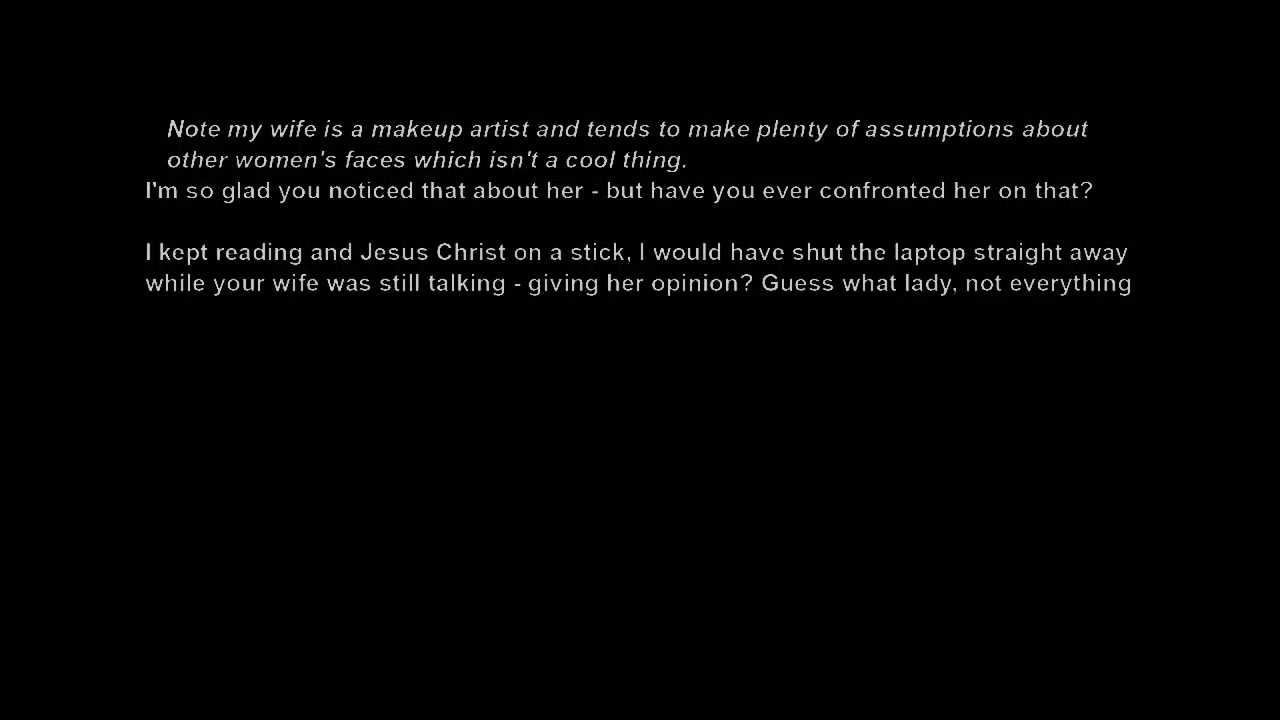 Note my wife is a makeup artist and tends to make plenty of assumptions about
other women's faces which isn't a cool thing.
I'm so glad you noticed that about her - but have you ever confronted her on that?
I kept reading and Jesus Christ on a stick, I would have shut the laptop straight away
while your wife was still talking - giving her opinion? Guess what lady, not everything